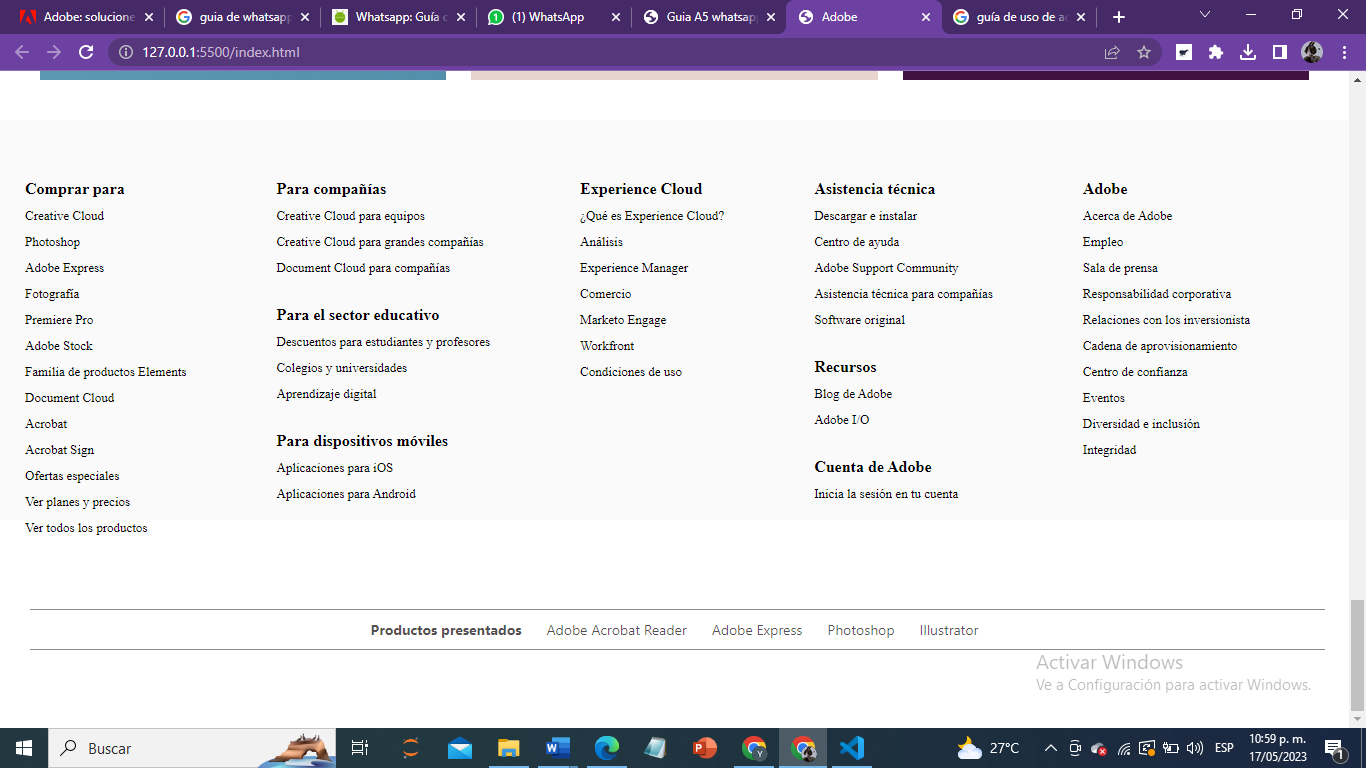 Adobe: solucione
guia de whatsapp
Whatsapp: Guía c
(1) WhatsApp
Guia A5 whatsapp
Adobe
guía de uso de ac
127.0.0.1:5500/index.html
Comprar para
Creative Cloud
Photoshop
Adobe Express
Fotografía
Premiere Pro
Adobe Stock
Familia de productos Elements
Document Cloud
Acrobat
Acrobat Sign
Ofertas especiales
Ver planes y precios
Ver todos los productos
Para compañías
Creative Cloud para equipos
Creative Cloud para grandes compañías
Document Cloud para compañías
Para el sector educativo
Descuentos para estudiantes y profesores
Colegios y universidades
Aprendizaje digital
Para dispositivos móviles
Aplicaciones para iOS
Aplicaciones para Android
Experience Cloud
¿Qué es Experience Cloud?
Análisis
Experience Manager
Comercio
Marketo Engage
Workfront
Condiciones de uso
Asistencia técnica
Descargar e instalar
Centro de ayuda
Adobe Support Community
Asistencia técnica para compañías
Software original
Recursos
Blog de Adobe
Adobe I/O
Cuenta de Adobe
Inicia la sesión en tu cuenta
Adobe
Acerca de Adobe
Empleo
Sala de prensa
Responsabilidad corporativa
Relaciones con los inversionista
Cadena de aprovisionamiento
Centro de confianza
Eventos
Diversidad e inclusión
Integridad
Productos presentados Adobe Acrobat Reader Adobe Express Photoshop Illustrator
Activar Windows
Ve a Configuración para activar Windows.
Buscar
27°C
ESP
10:59 p. m.
17/05/2023
1